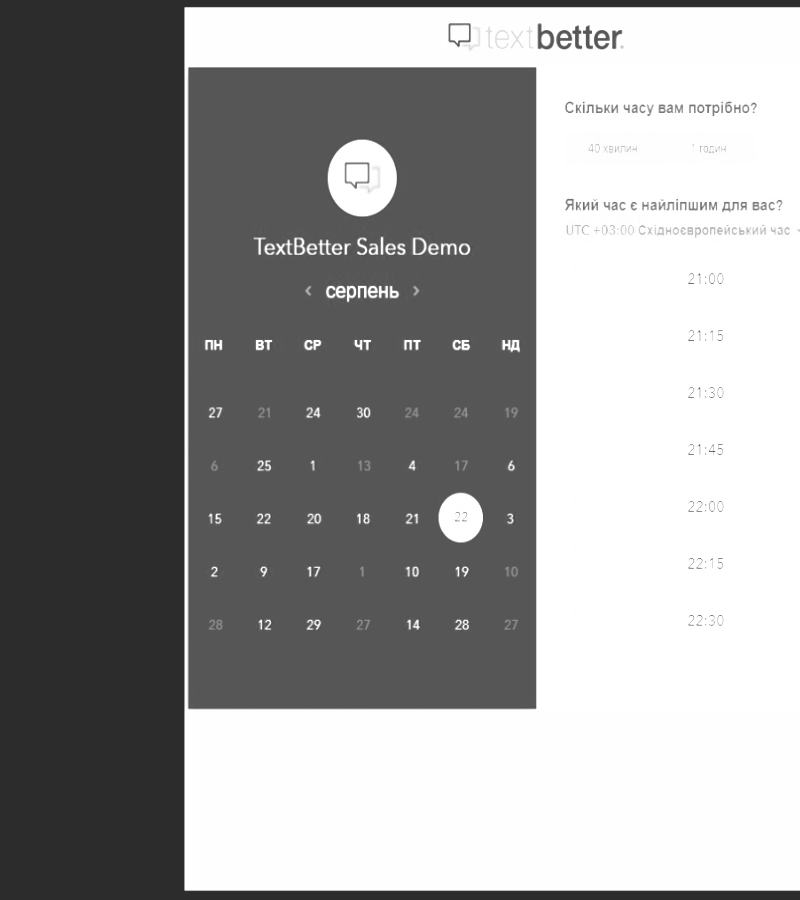 textbetter.
TextBetter Sales Demo
‹ серпень ›
ПН ВТ СР ЧТ ПТ СБ НД
27 21 24 30 24 24 19
6 25 1 13 4 17 6
15 22 20 18 21 22 3
2 9 17 1 10 19 10
28 12 29 27 14 28 27
Скільки часу вам потрібно?
40 хвилин 1 годин
Який час є найліпшим для вас?
UTC +03:00 Східноєвропейський час
21:00
21:15
21:30
21:45
22:00
22:15
22:30